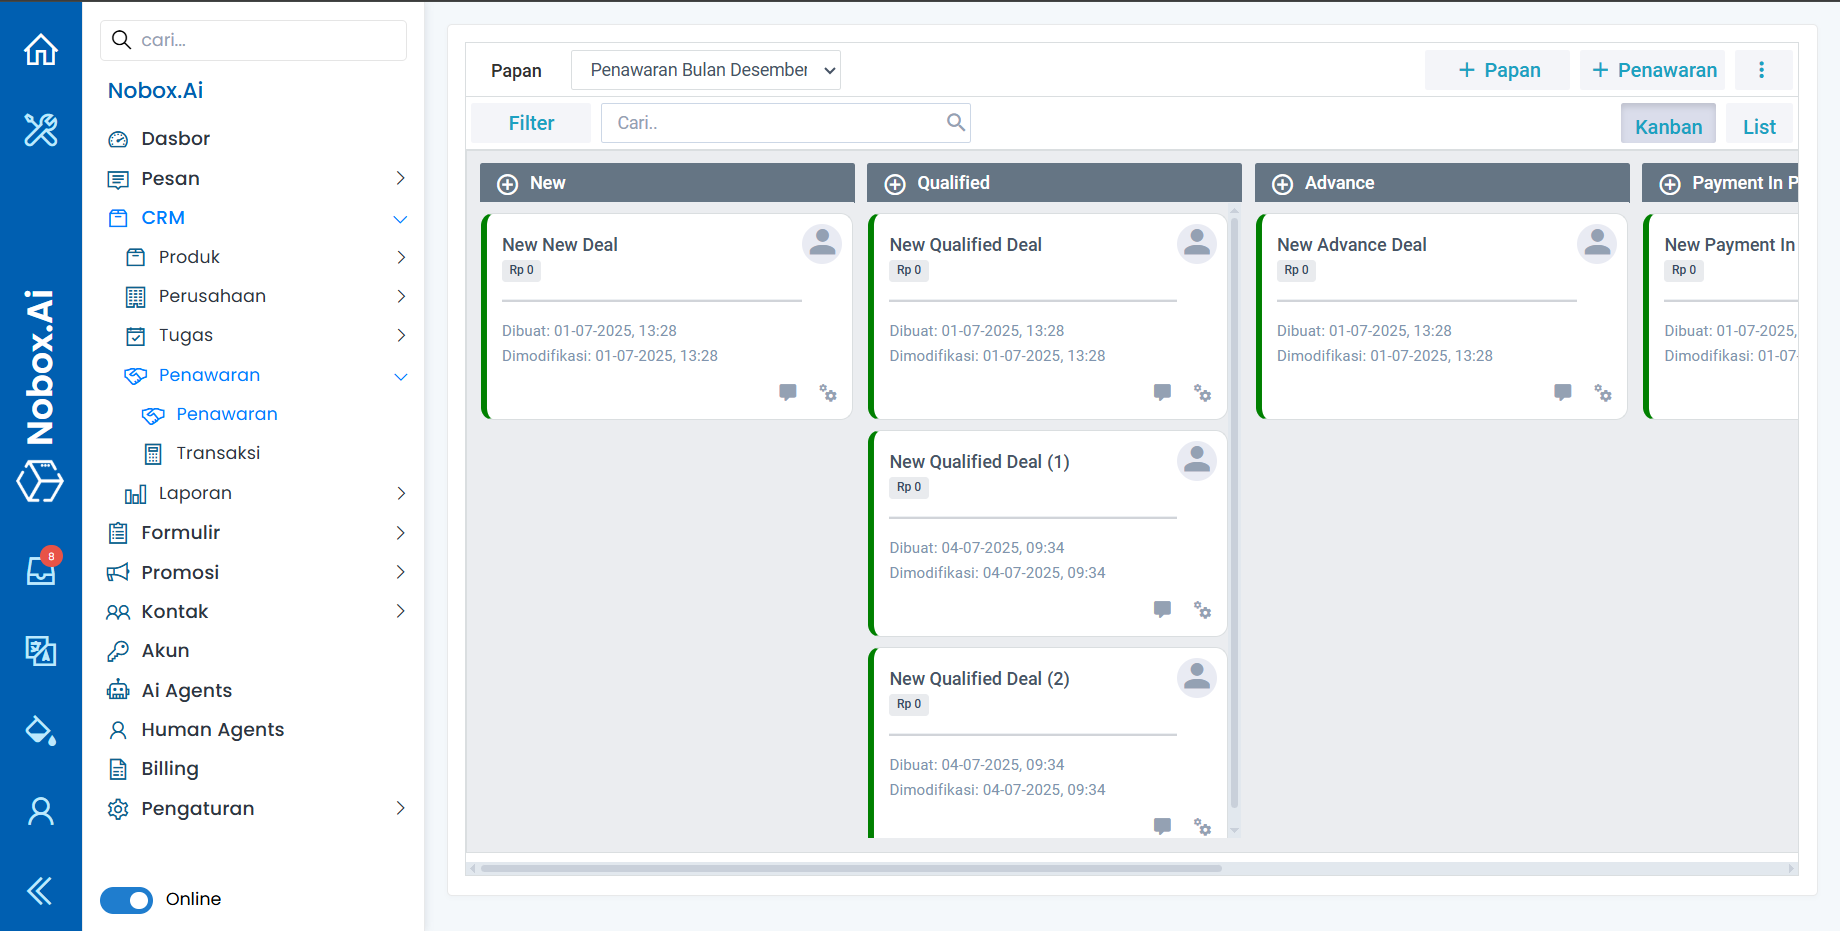 cari...
Nobox.Ai
Dasbor
Pesan
CRM
Produk
Perusahaan
Tugas
Penawaran
Penawaran
Transaksi
Laporan
Formulir
Promosi
Kontak
Akun
Ai Agents
Human Agents
Billing
Pengaturan
Online
Nobox.Ai
8
Papan
Penawaran Bulan Desember
+ Papan
+ Penawaran
Filter
Cari..
Kanban
List
New
New New Deal
Rp 0
Dibuat: 01-07-2025, 13:28
Dimodifikasi: 01-07-2025, 13:28
Qualified
New Qualified Deal
Rp 0
Dibuat: 01-07-2025, 13:28
Dimodifikasi: 01-07-2025, 13:28
New Qualified Deal (1)
Rp 0
Dibuat: 04-07-2025, 09:34
Dimodifikasi: 04-07-2025, 09:34
New Qualified Deal (2)
Rp 0
Dibuat: 04-07-2025, 09:34
Dimodifikasi: 04-07-2025, 09:34
Advance
New Advance Deal
Rp 0
Dibuat: 01-07-2025, 13:28
Dimodifikasi: 01-07-2025, 13:28
Payment In P
New Payment In
Rp 0
Dibuat: 01-07-2025,
Dimodifikasi: 01-07-